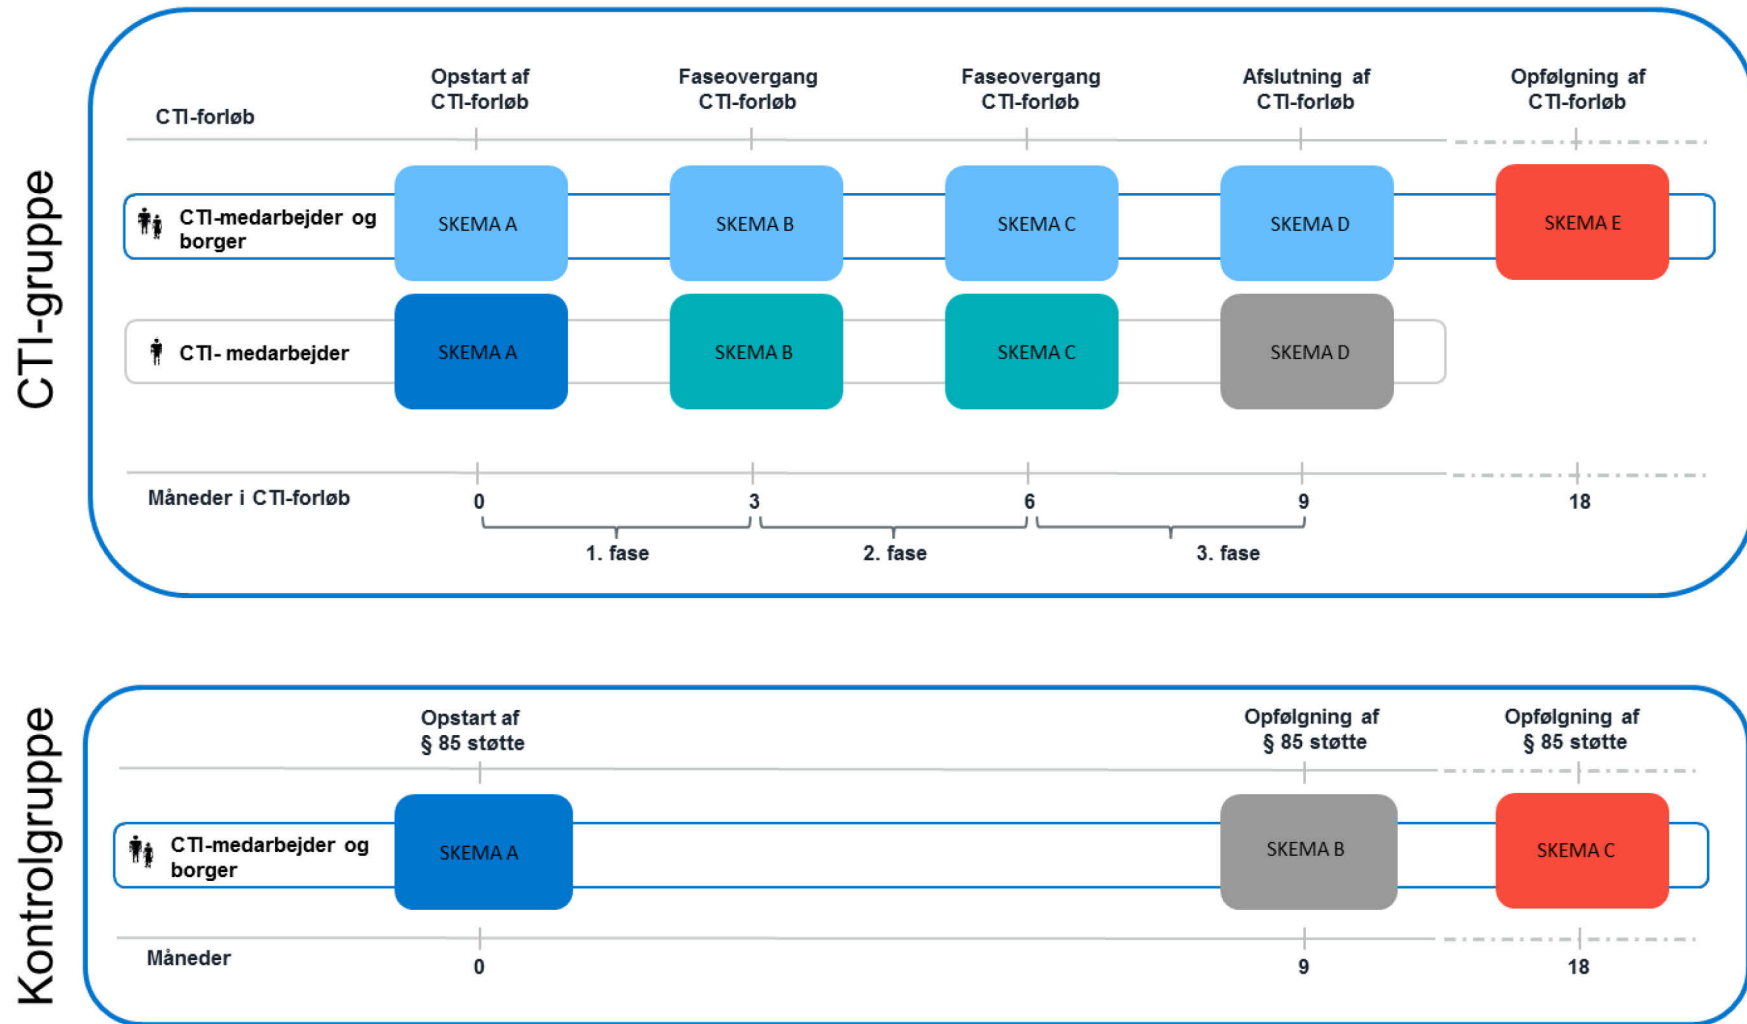 CTI-gruppe
Opstart af
CTI-forløb
Faseovergang
CTI-forløb
Faseovergang
CTI-forløb
Afslutning af
CTI-forløb
Opfølgning af
CTI-forløb
CTI-forløb
CTI-medarbejder og
borger
SKEMA A
SKEMA B
SKEMA C
SKEMA D
SKEMA E
CTI- medarbejder
SKEMA A
SKEMA B
SKEMA C
SKEMA D
Måneder i CTI-forløb
0
3
6
9
18
1. fase
2. fase
3. fase
Kontrolgruppe
Opstart af
§ 85 støtte
Opfølgning af
§ 85 støtte
Opfølgning af
§ 85 støtte
CTI-medarbejder og
borger
SKEMA A
SKEMA B
SKEMA C
Måneder
0
9
18